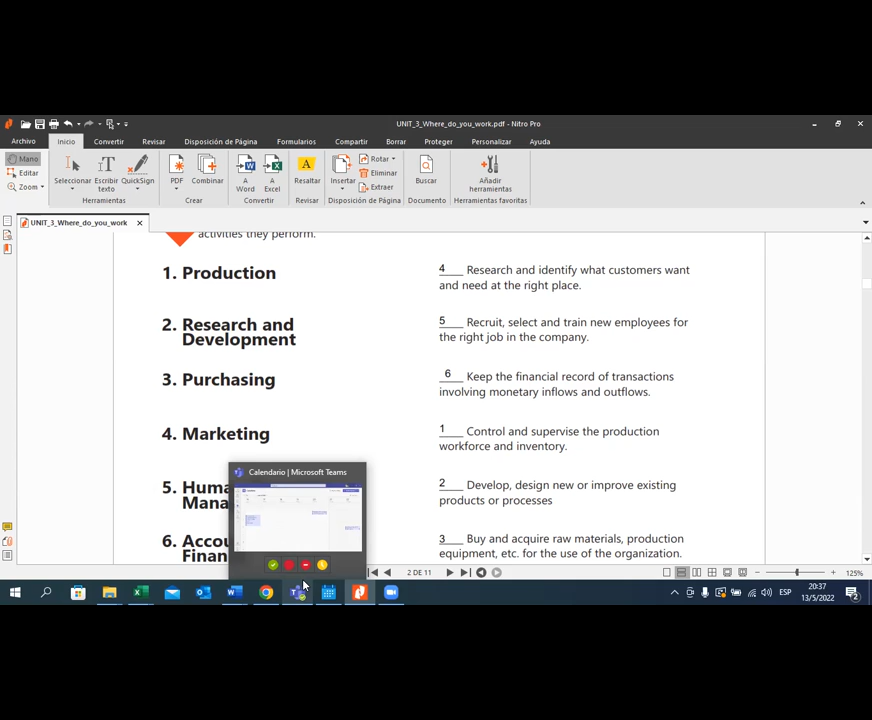 UNIT_3_Where_do_you_work.pdf - Nitro Pro
Archivo Inicio Convertir Revisar Disposición de Página Formularios Compartir Borrar Proteger Personalizar Ayuda
Mano
Editar
Zoom
Seleccionar
Escribir texto
QuickSign
Herramientas
PDF
Combinar
Crear
A Word
A Excel
Convertir
Resaltar
Revisar
Insertar
Rotar
Eliminar
Extraer
Disposición de Página
Buscar
Documento
Añadir herramientas
Herramientas favoritas
UNIT_3_Where_do_you_work
activities they perform.
1. Production
2. Research and
Development
3. Purchasing
4. Marketing
5. Hum
Mana
6. Acco
Finan
4 Research and identify what customers want
and need at the right place.
5 Recruit, select and train new employees for
the right job in the company.
6 Keep the financial record of transactions
involving monetary inflows and outflows.
1 Control and supervise the production
workforce and inventory.
2 Develop, design new or improve existing
products or processes
3 Buy and acquire raw materials, production
equipment, etc. for the use of the organization.
Calendario | Microsoft Teams
2 DE 11
125%
ESP
20:37
13/5/2022
2